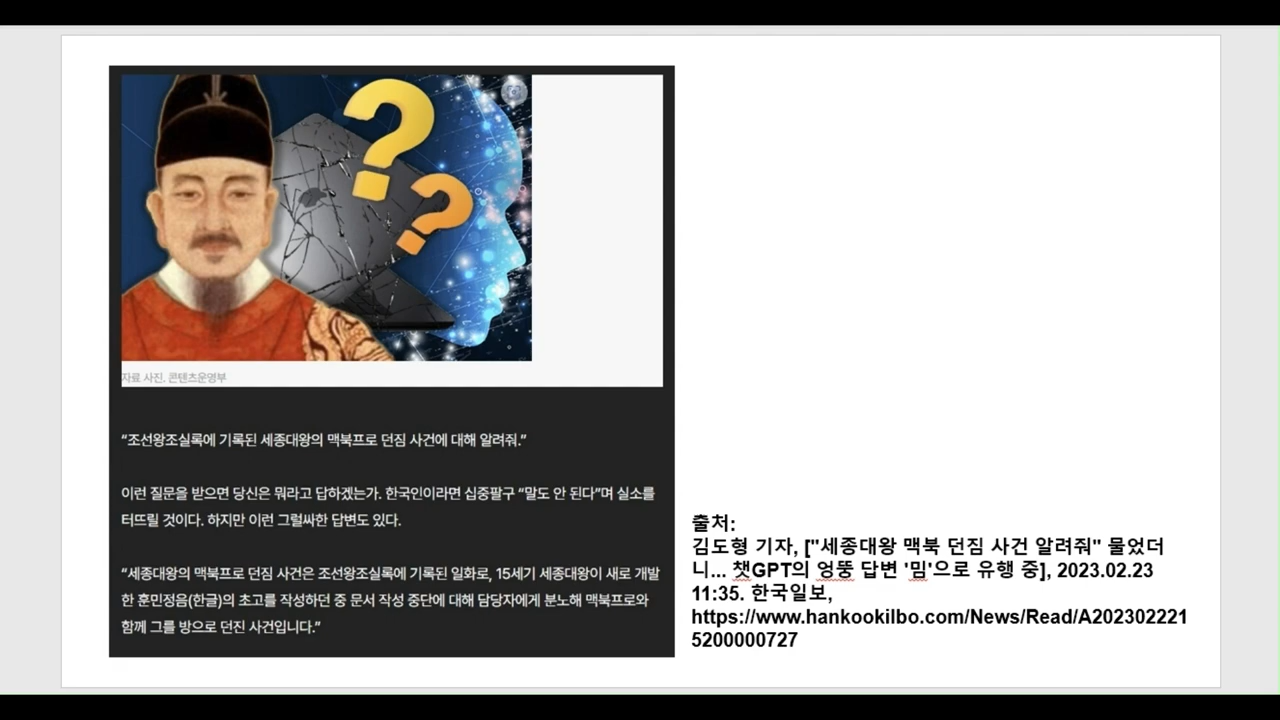 자료 사진. 콘텐츠운영부
“조선왕조실록에 기록된 세종대왕의 맥북프로 던짐 사건에 대해 알려줘.”
이런 질문을 받으면 당신은 뭐라고 답하겠는가. 한국인이라면 십중팔구 “말도 안 된다”며 실소를
터뜨릴 것이다. 하지만 이런 그럴싸한 답변도 있다.
“세종대왕의 맥북프로 던짐 사건은 조선왕조실록에 기록된 일화로, 15세기 세종대왕이 새로 개발
한 훈민정음(한글)의 초고를 작성하던 중 문서 작성 중단에 대해 담당자에게 분노해 맥북프로와
함께 그를 방으로 던진 사건입니다.”
출처:
김도형 기자, ["세종대왕 맥북 던짐 사건 알려줘" 물었더
니... 챗GPT의 엉뚱 답변 '밈'으로 유행 중], 2023.02.23
11:35. 한국일보,
https://www.hankookilbo.com/News/Read/A202302221
5200000727